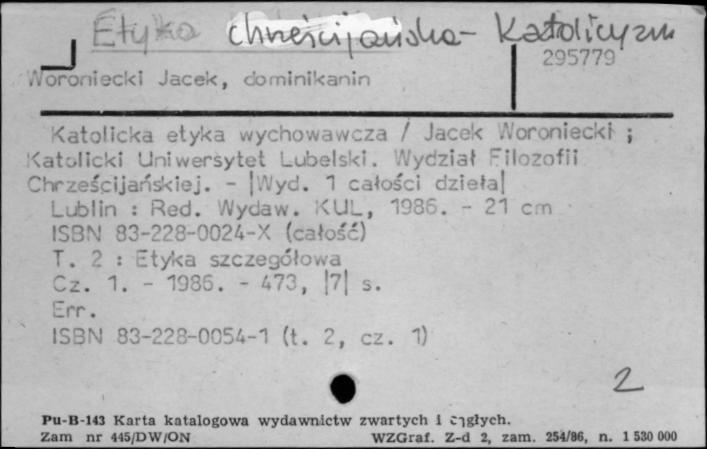 Etyka chrześcijańska - Katolicyzm
295779
Woroniecki Jacek, dominikanin
Katolicka etyka wychowawcza / Jacek Woroniecki ;
Katolicki Uniwersytet Lubelski. Wydział Filozofii
Chrześcijańskiej. - |Wyd. 1 całości dzieła|
Lublin : Red. Wydaw. KUL, 1986. - 21 cm
ISBN 83-228-0024-X (całość)
T. 2 : Etyka szczegółowa
Cz. 1. - 1986. - 473, |7| s.
Err.
ISBN 83-228-0054-1 (t. 2, cz. 1)
2
Pu-B-143 Karta katalogowa wydawnictw zwartych i ciągłych.
Zam nr 445/DW/ON WZGraf. Z-d 2, zam. 254/86, n. 1 530 000